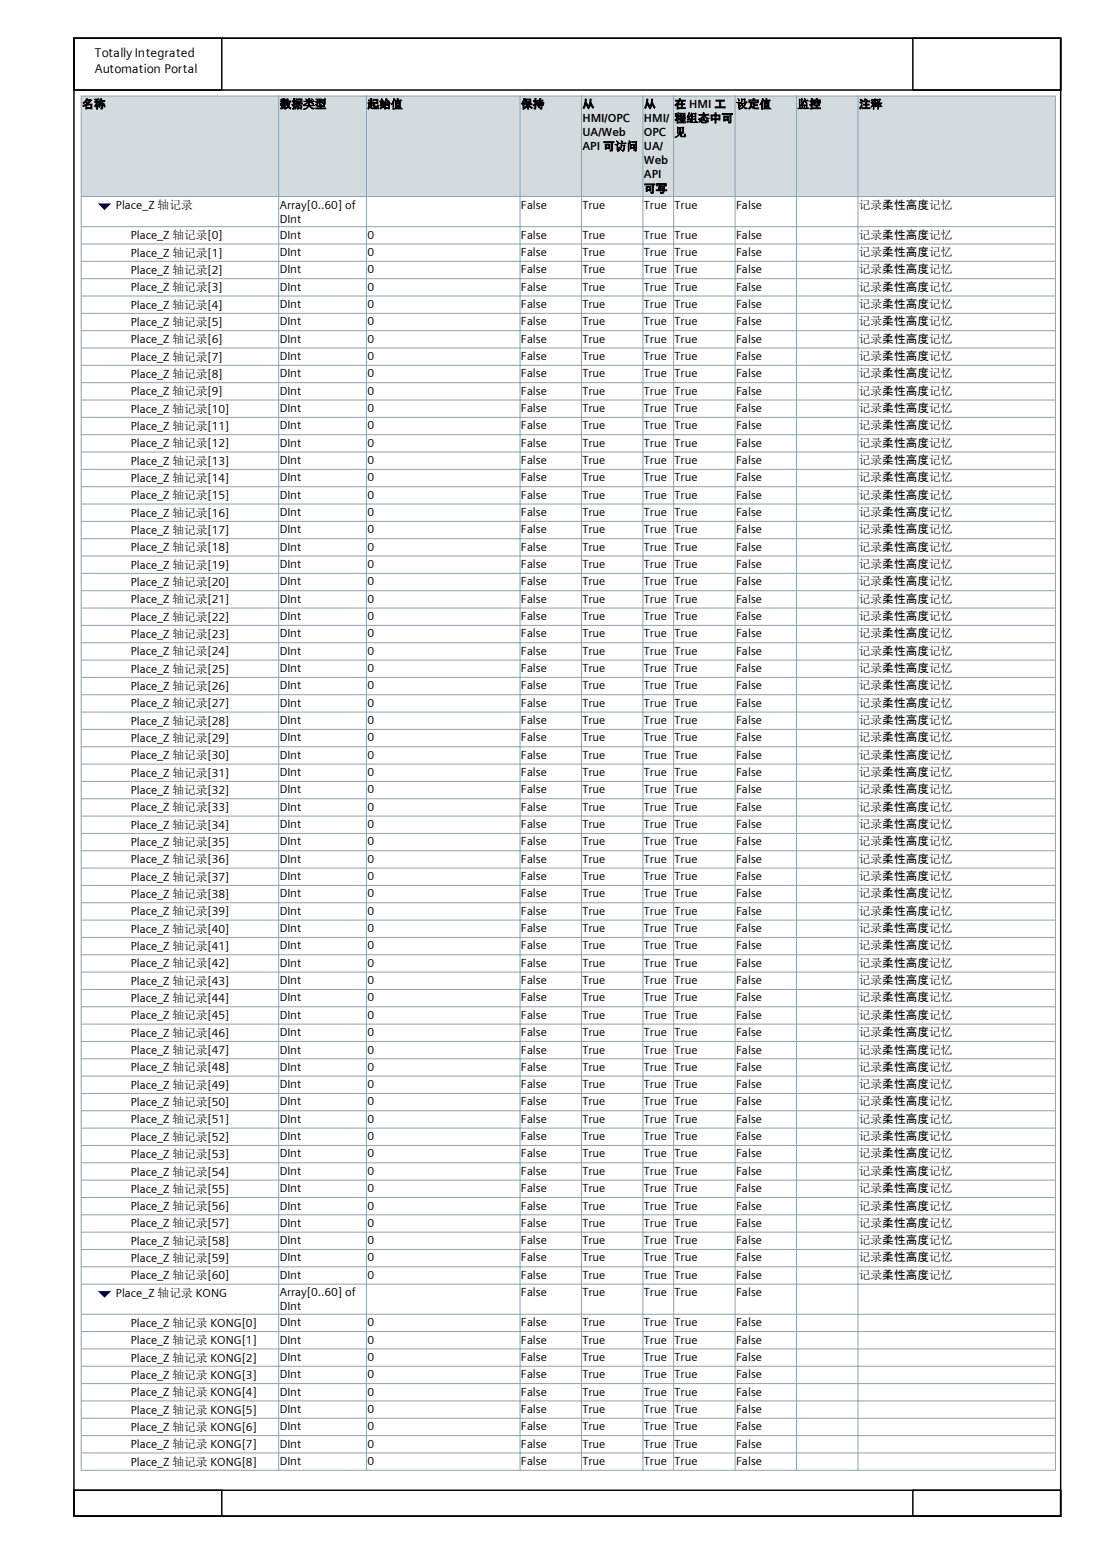 Totally Integrated
Automation Portal
名称 数据类型 起始值 保持 从 HMI/OPC UA/Web API 可访问 从 HMI/OPC UA/Web API 可写 在 HMI 工程组态中可见 设定值 监控 注释
Place_Z 轴记录 Array[0..60] of DInt False True True True False 记录柔性高度记忆
Place_Z 轴记录[0] DInt 0 False True True True False 记录柔性高度记忆
Place_Z 轴记录[1] DInt 0 False True True True False 记录柔性高度记忆
Place_Z 轴记录[2] DInt 0 False True True True False 记录柔性高度记忆
Place_Z 轴记录[3] DInt 0 False True True True False 记录柔性高度记忆
Place_Z 轴记录[4] DInt 0 False True True True False 记录柔性高度记忆
Place_Z 轴记录[5] DInt 0 False True True True False 记录柔性高度记忆
Place_Z 轴记录[6] DInt 0 False True True True False 记录柔性高度记忆
Place_Z 轴记录[7] DInt 0 False True True True False 记录柔性高度记忆
Place_Z 轴记录[8] DInt 0 False True True True False 记录柔性高度记忆
Place_Z 轴记录[9] DInt 0 False True True True False 记录柔性高度记忆
Place_Z 轴记录[10] DInt 0 False True True True False 记录柔性高度记忆
Place_Z 轴记录[11] DInt 0 False True True True False 记录柔性高度记忆
Place_Z 轴记录[12] DInt 0 False True True True False 记录柔性高度记忆
Place_Z 轴记录[13] DInt 0 False True True True False 记录柔性高度记忆
Place_Z 轴记录[14] DInt 0 False True True True False 记录柔性高度记忆
Place_Z 轴记录[15] DInt 0 False True True True False 记录柔性高度记忆
Place_Z 轴记录[16] DInt 0 False True True True False 记录柔性高度记忆
Place_Z 轴记录[17] DInt 0 False True True True False 记录柔性高度记忆
Place_Z 轴记录[18] DInt 0 False True True True False 记录柔性高度记忆
Place_Z 轴记录[19] DInt 0 False True True True False 记录柔性高度记忆
Place_Z 轴记录[20] DInt 0 False True True True False 记录柔性高度记忆
Place_Z 轴记录[21] DInt 0 False True True True False 记录柔性高度记忆
Place_Z 轴记录[22] DInt 0 False True True True False 记录柔性高度记忆
Place_Z 轴记录[23] DInt 0 False True True True False 记录柔性高度记忆
Place_Z 轴记录[24] DInt 0 False True True True False 记录柔性高度记忆
Place_Z 轴记录[25] DInt 0 False True True True False 记录柔性高度记忆
Place_Z 轴记录[26] DInt 0 False True True True False 记录柔性高度记忆
Place_Z 轴记录[27] DInt 0 False True True True False 记录柔性高度记忆
Place_Z 轴记录[28] DInt 0 False True True True False 记录柔性高度记忆
Place_Z 轴记录[29] DInt 0 False True True True False 记录柔性高度记忆
Place_Z 轴记录[30] DInt 0 False True True True False 记录柔性高度记忆
Place_Z 轴记录[31] DInt 0 False True True True False 记录柔性高度记忆
Place_Z 轴记录[32] DInt 0 False True True True False 记录柔性高度记忆
Place_Z 轴记录[33] DInt 0 False True True True False 记录柔性高度记忆
Place_Z 轴记录[34] DInt 0 False True True True False 记录柔性高度记忆
Place_Z 轴记录[35] DInt 0 False True True True False 记录柔性高度记忆
Place_Z 轴记录[36] DInt 0 False True True True False 记录柔性高度记忆
Place_Z 轴记录[37] DInt 0 False True True True False 记录柔性高度记忆
Place_Z 轴记录[38] DInt 0 False True True True False 记录柔性高度记忆
Place_Z 轴记录[39] DInt 0 False True True True False 记录柔性高度记忆
Place_Z 轴记录[40] DInt 0 False True True True False 记录柔性高度记忆
Place_Z 轴记录[41] DInt 0 False True True True False 记录柔性高度记忆
Place_Z 轴记录[42] DInt 0 False True True True False 记录柔性高度记忆
Place_Z 轴记录[43] DInt 0 False True True True False 记录柔性高度记忆
Place_Z 轴记录[44] DInt 0 False True True True False 记录柔性高度记忆
Place_Z 轴记录[45] DInt 0 False True True True False 记录柔性高度记忆
Place_Z 轴记录[46] DInt 0 False True True True False 记录柔性高度记忆
Place_Z 轴记录[47] DInt 0 False True True True False 记录柔性高度记忆
Place_Z 轴记录[48] DInt 0 False True True True False 记录柔性高度记忆
Place_Z 轴记录[49] DInt 0 False True True True False 记录柔性高度记忆
Place_Z 轴记录[50] DInt 0 False True True True False 记录柔性高度记忆
Place_Z 轴记录[51] DInt 0 False True True True False 记录柔性高度记忆
Place_Z 轴记录[52] DInt 0 False True True True False 记录柔性高度记忆
Place_Z 轴记录[53] DInt 0 False True True True False 记录柔性高度记忆
Place_Z 轴记录[54] DInt 0 False True True True False 记录柔性高度记忆
Place_Z 轴记录[55] DInt 0 False True True True False 记录柔性高度记忆
Place_Z 轴记录[56] DInt 0 False True True True False 记录柔性高度记忆
Place_Z 轴记录[57] DInt 0 False True True True False 记录柔性高度记忆
Place_Z 轴记录[58] DInt 0 False True True True False 记录柔性高度记忆
Place_Z 轴记录[59] DInt 0 False True True True False 记录柔性高度记忆
Place_Z 轴记录[60] DInt 0 False True True True False 记录柔性高度记忆
Place_Z 轴记录 KONG Array[0..60] of DInt False True True True False
Place_Z 轴记录 KONG[0] DInt 0 False True True True False
Place_Z 轴记录 KONG[1] DInt 0 False True True True False
Place_Z 轴记录 KONG[2] DInt 0 False True True True False
Place_Z 轴记录 KONG[3] DInt 0 False True True True False
Place_Z 轴记录 KONG[4] DInt 0 False True True True False
Place_Z 轴记录 KONG[5] DInt 0 False True True True False
Place_Z 轴记录 KONG[6] DInt 0 False True True True False
Place_Z 轴记录 KONG[7] DInt 0 False True True True False
Place_Z 轴记录 KONG[8] DInt 0 False True True True False